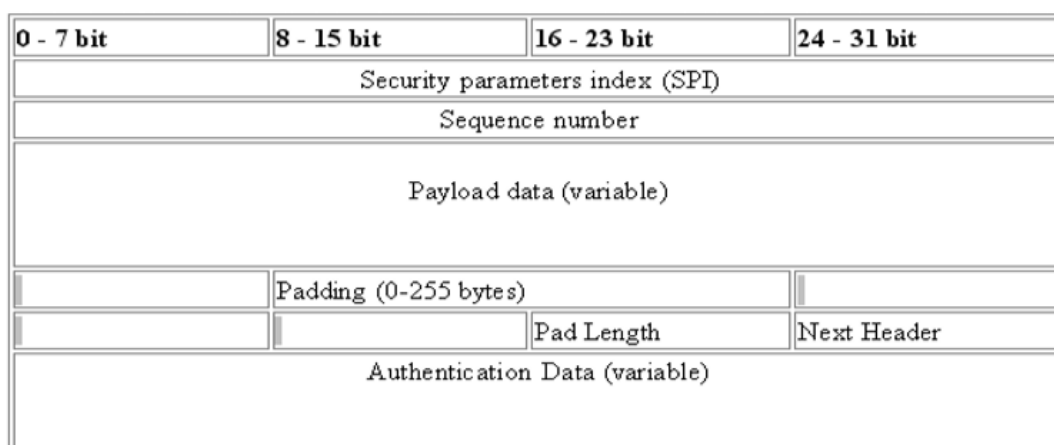 0 - 7 bit 8 - 15 bit 16 - 23 bit 24 - 31 bit
Security parameters index (SPI)
Sequence number
Payload data (variable)
Padding (0-255 bytes)
Pad Length Next Header
Authentication Data (variable)